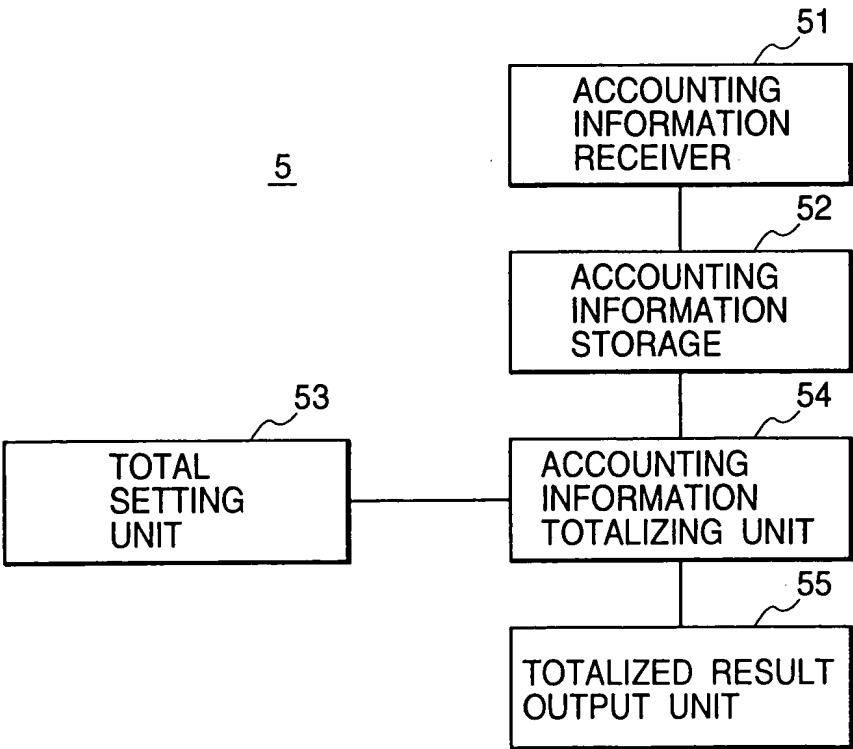 51
ACCOUNTING
INFORMATION
RECEIVER
5
52
ACCOUNTING
INFORMATION
STORAGE
53
TOTAL
SETTING
UNIT
54
ACCOUNTING
INFORMATION
TOTALIZING UNIT
55
TOTALIZED RESULT
OUTPUT UNIT